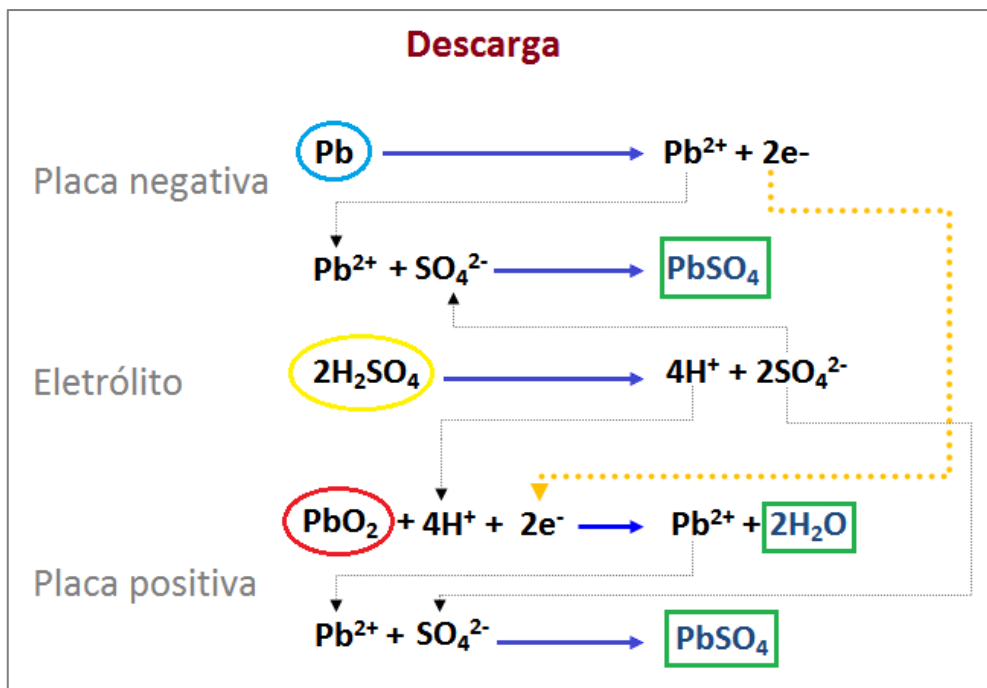 Descarga
Placa negativa
Pb Pb²⁺ + 2e-
Pb²⁺ + SO₄²⁻ PbSO₄
Eletrólito
2H₂SO₄ 4H⁺ + 2SO₄²⁻
PbO₂ + 4H⁺ + 2e⁻ Pb²⁺ + 2H₂O
Placa positiva
Pb²⁺ + SO₄²⁻ PbSO₄